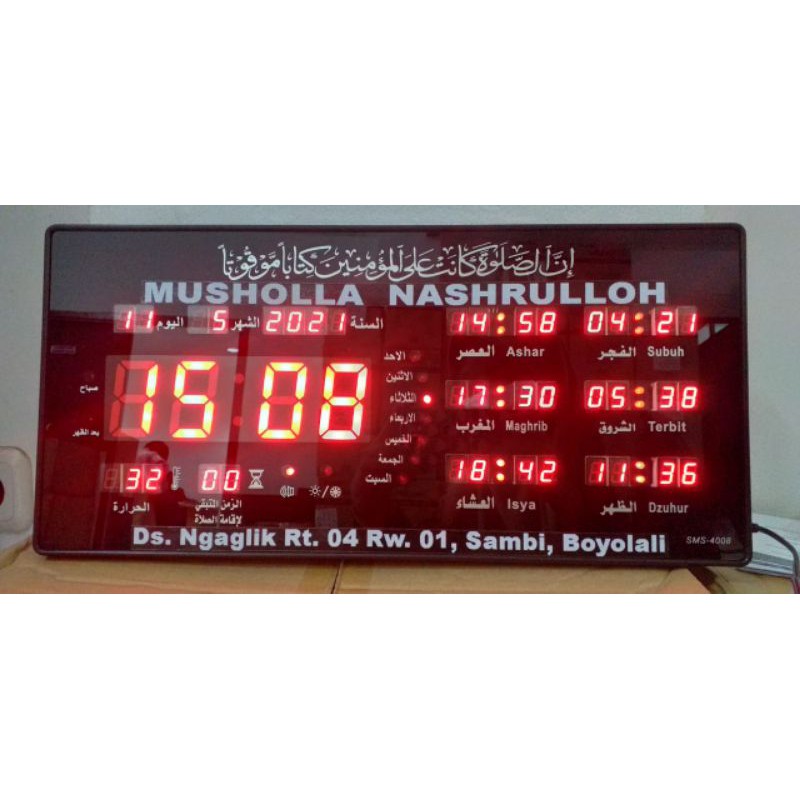 إن الصلوة كانت على المؤمنين كتابا موقوتا
MUSHOLLA NASHRULLOH
11 اليوم 5 الشهر 2021 السنة
14:58 04:21
العصر Ashar الفجر Subuh
صباح
بعد الظهر
15 08
الاحد
الاثنين
الثلاثاء
الاربعاء
الخميس
الجمعة
السبت
17:30 05:38
المغرب Maghrib الشروق Terbit
18:42 11:36
العشاء Isya الظهر Dzuhur
32 00
الحرارة
الزمن المتبقي
لإقامة الصلاة
Ds. Ngaglik Rt. 04 Rw. 01, Sambi, Boyolali
SMS-4008